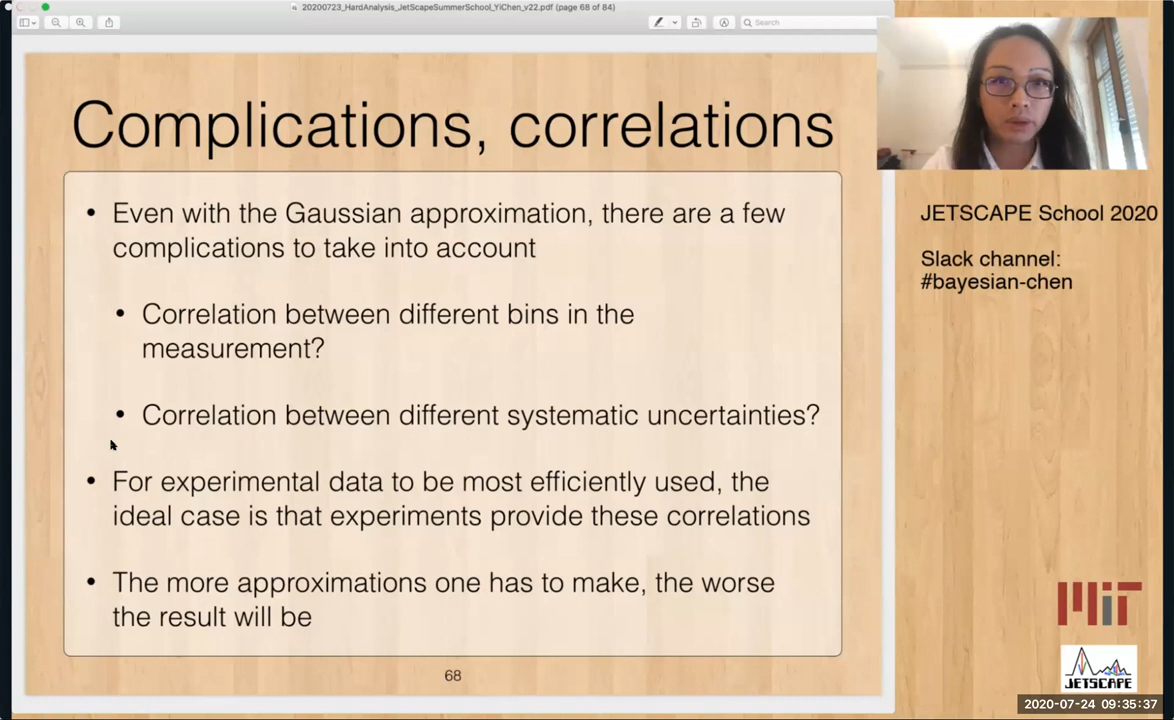 20200723_HardAnalysis_JetScapeSummerSchool_YiChen_v22.pdf (page 68 of 84)
Search
Complications, correlations
• Even with the Gaussian approximation, there are a few
complications to take into account
• Correlation between different bins in the
measurement?
• Correlation between different systematic uncertainties?
• For experimental data to be most efficiently used, the
ideal case is that experiments provide these correlations
• The more approximations one has to make, the worse
the result will be
68
JETSCAPE School 2020
Slack channel:
#bayesian-chen
MIT
JETSCAPE
2020-07-24 09:35:37